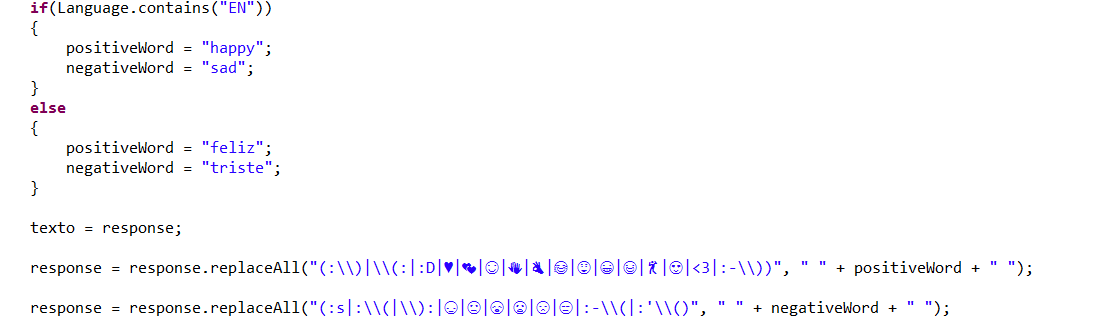 if(Language.contains("EN"))
{
    positiveWord = "happy";
    negativeWord = "sad";
}
else
{
    positiveWord = "feliz";
    negativeWord = "triste";
}
texto = response;
response = response.replaceAll("(:\\)|\\(:|:D|♥|💕|☺|👋|👌|😂|😉|😀|😄|💃|😍|<3|:-\\))", " " + positiveWord + " ");
response = response.replaceAll("(:s|:\\(|\\):|😔|😐|😭|😩|😞|😒|:-\\(|:'\\()", " " + negativeWord + " ");